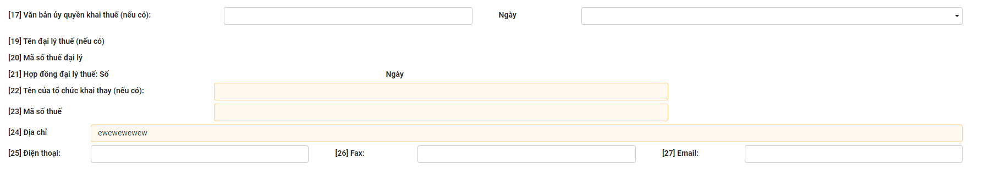 [17] Văn bản ủy quyền khai thuế (nếu có): Ngày
[19] Tên đại lý thuế (nếu có)
[20] Mã số thuế đại lý
[21] Hợp đồng đại lý thuế: Số Ngày
[22] Tên của tổ chức khai thay (nếu có):
[23] Mã số thuế
[24] Địa chỉ ewewewewew
[25] Điện thoại: [26] Fax: [27] Email: